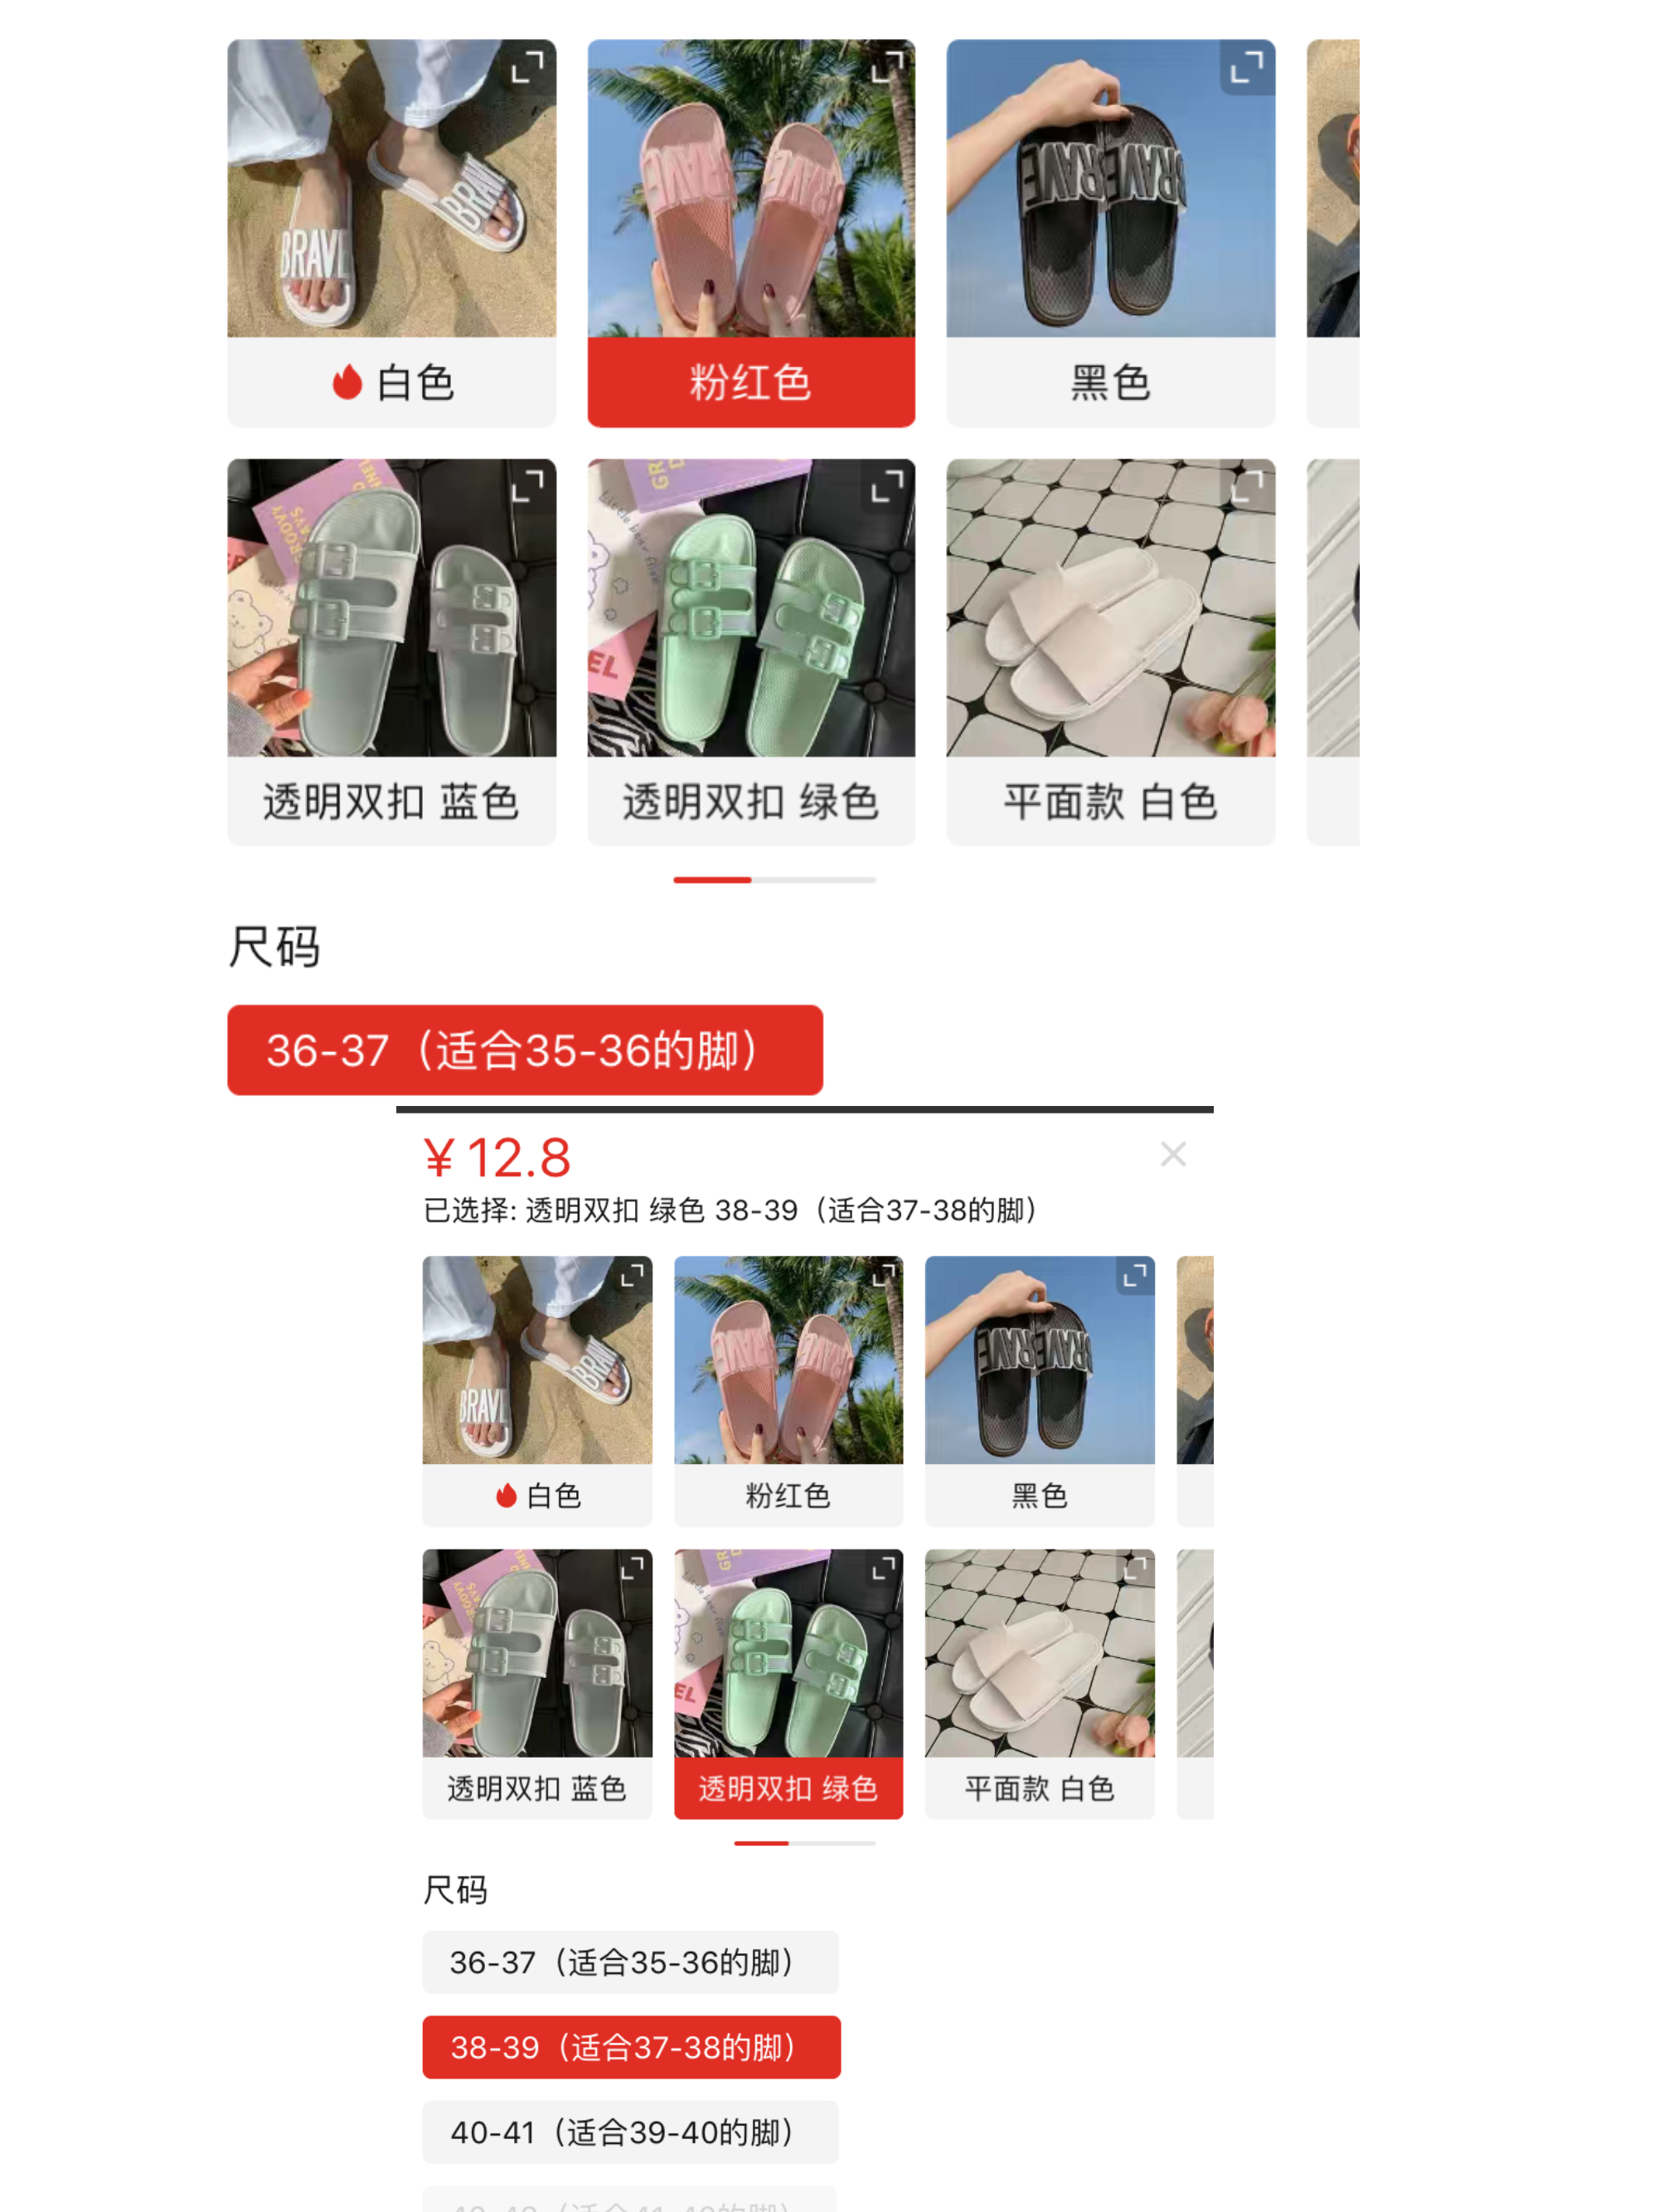 BRAVE
BRAVE
白色
粉红色
黑色
透明双扣 蓝色
透明双扣 绿色
平面款 白色
尺码
36-37（适合35-36的脚）
¥ 12.8
已选择: 透明双扣 绿色 38-39（适合37-38的脚）
白色
粉红色
黑色
透明双扣 蓝色
透明双扣 绿色
平面款 白色
尺码
36-37（适合35-36的脚）
38-39（适合37-38的脚）
40-41（适合39-40的脚）